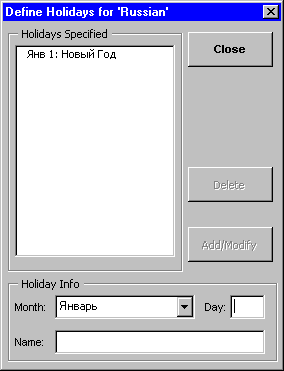 Define Holidays for 'Russian'
Holidays Specified
Янв 1: Новый Год
Close
Delete
Add/Modify
Holiday Info
Month: Январь Day:
Name: